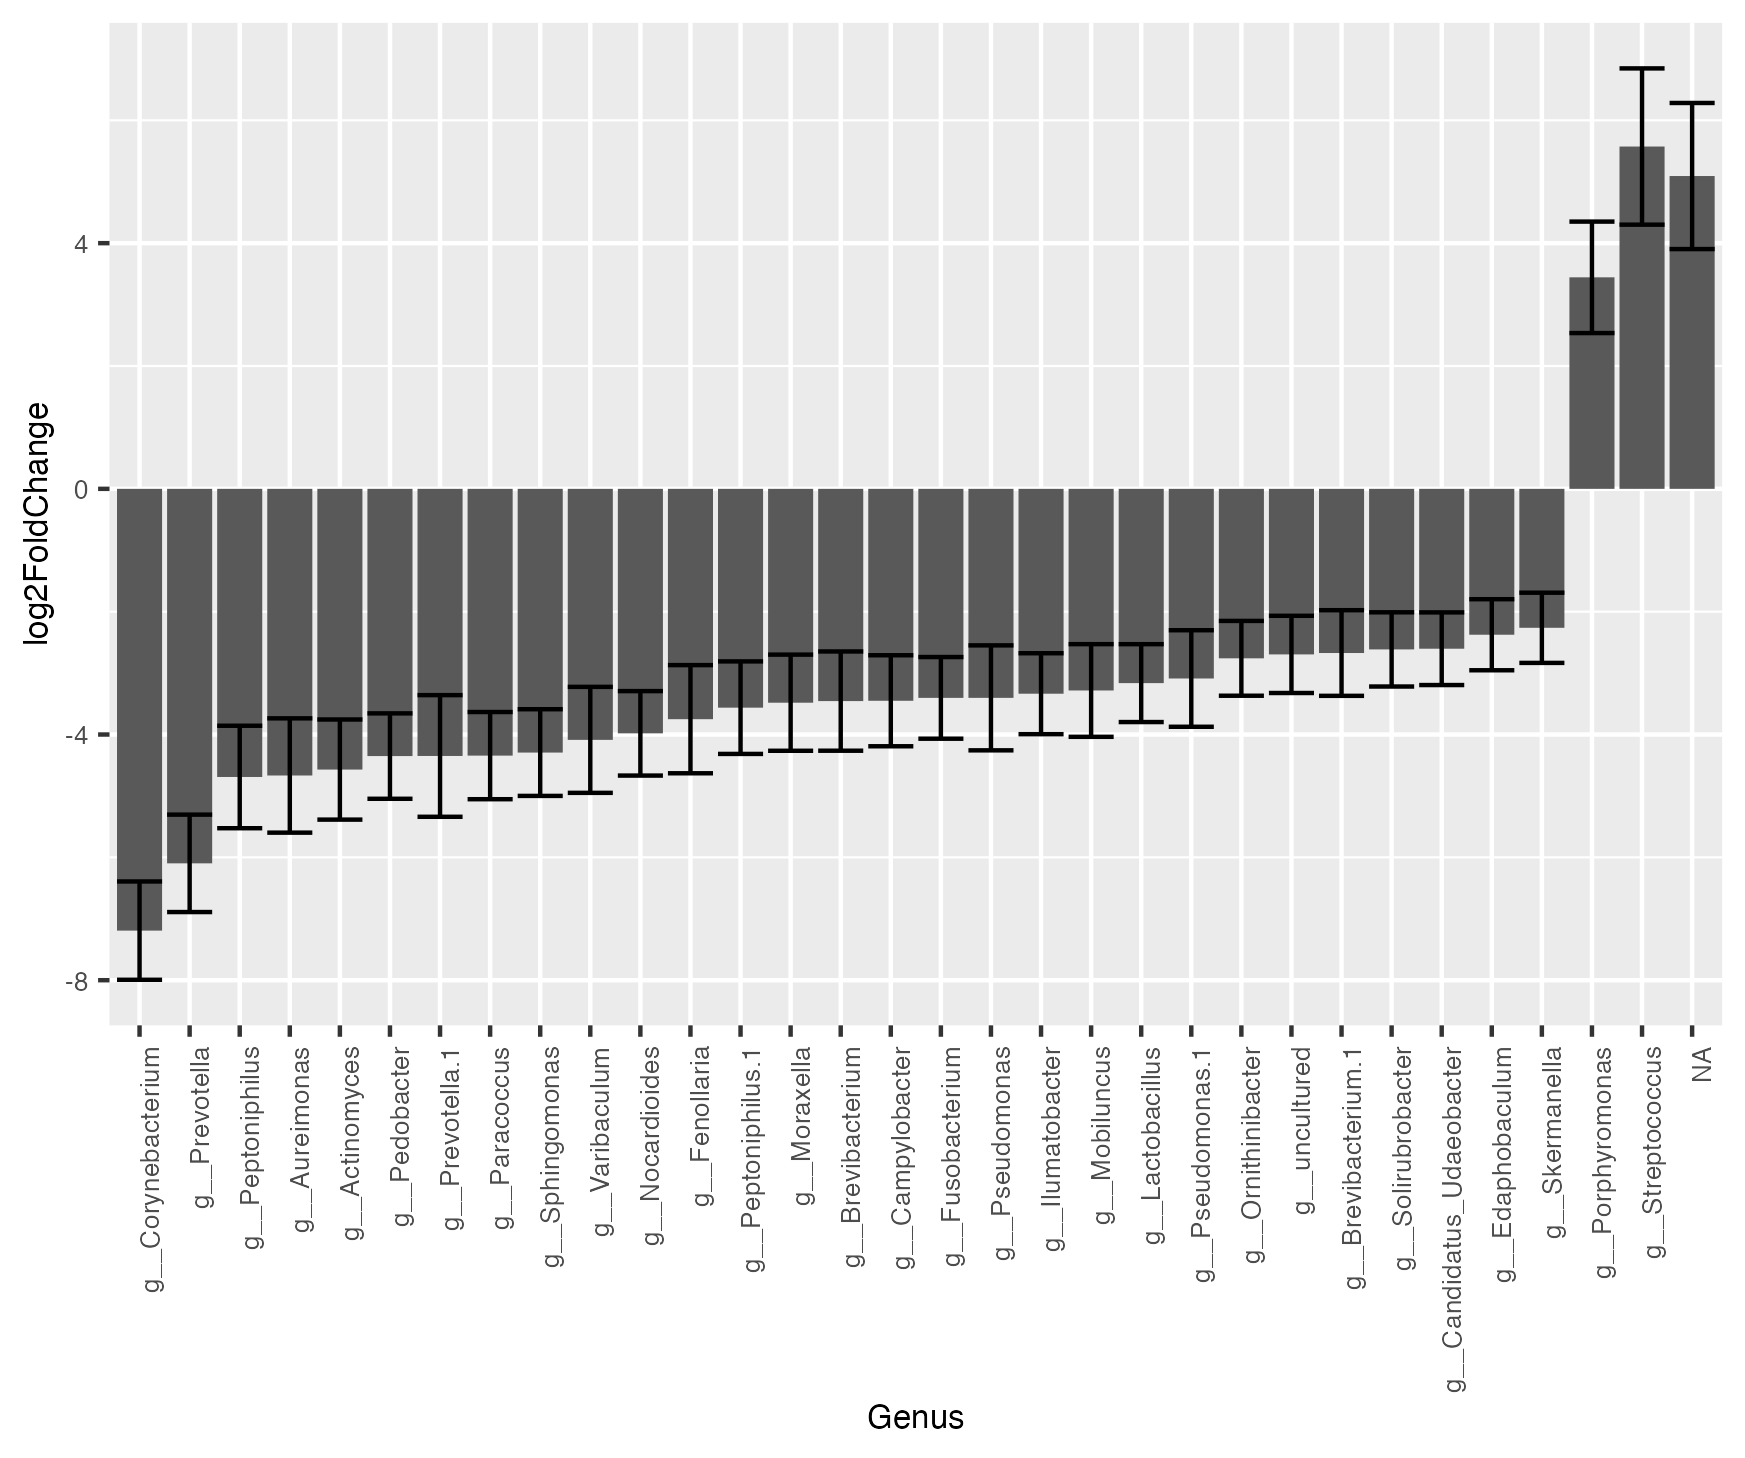 log2FoldChange
4
0
-4
-8
g__Corynebacterium
g__Prevotella
g__Peptoniphilus
g__Aureimonas
g__Actinomyces
g__Pedobacter
g__Prevotella.1
g__Paracoccus
g__Sphingomonas
g__Varibaculum
g__Nocardioides
g__Fenollaria
g__Peptoniphilus.1
g__Moraxella
g__Brevibacterium
g__Campylobacter
g__Fusobacterium
g__Pseudomonas
g__Ilumatobacter
g__Mobiluncus
g__Lactobacillus
g__Pseudomonas.1
g__Ornithinibacter
g__uncultured
g__Brevibacterium.1
g__Solirubrobacter
g__Candidatus_Udaeobacter
g__Edaphobaculum
g__Skermanella
g__Porphyromonas
g__Streptococcus
NA
Genus